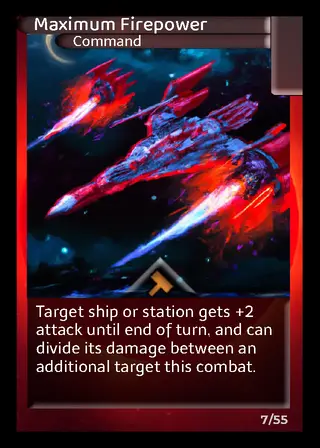 Maximum Firepower
Command
Target ship or station gets +2
attack until end of turn, and can
divide its damage between an
additional target this combat.
7/55